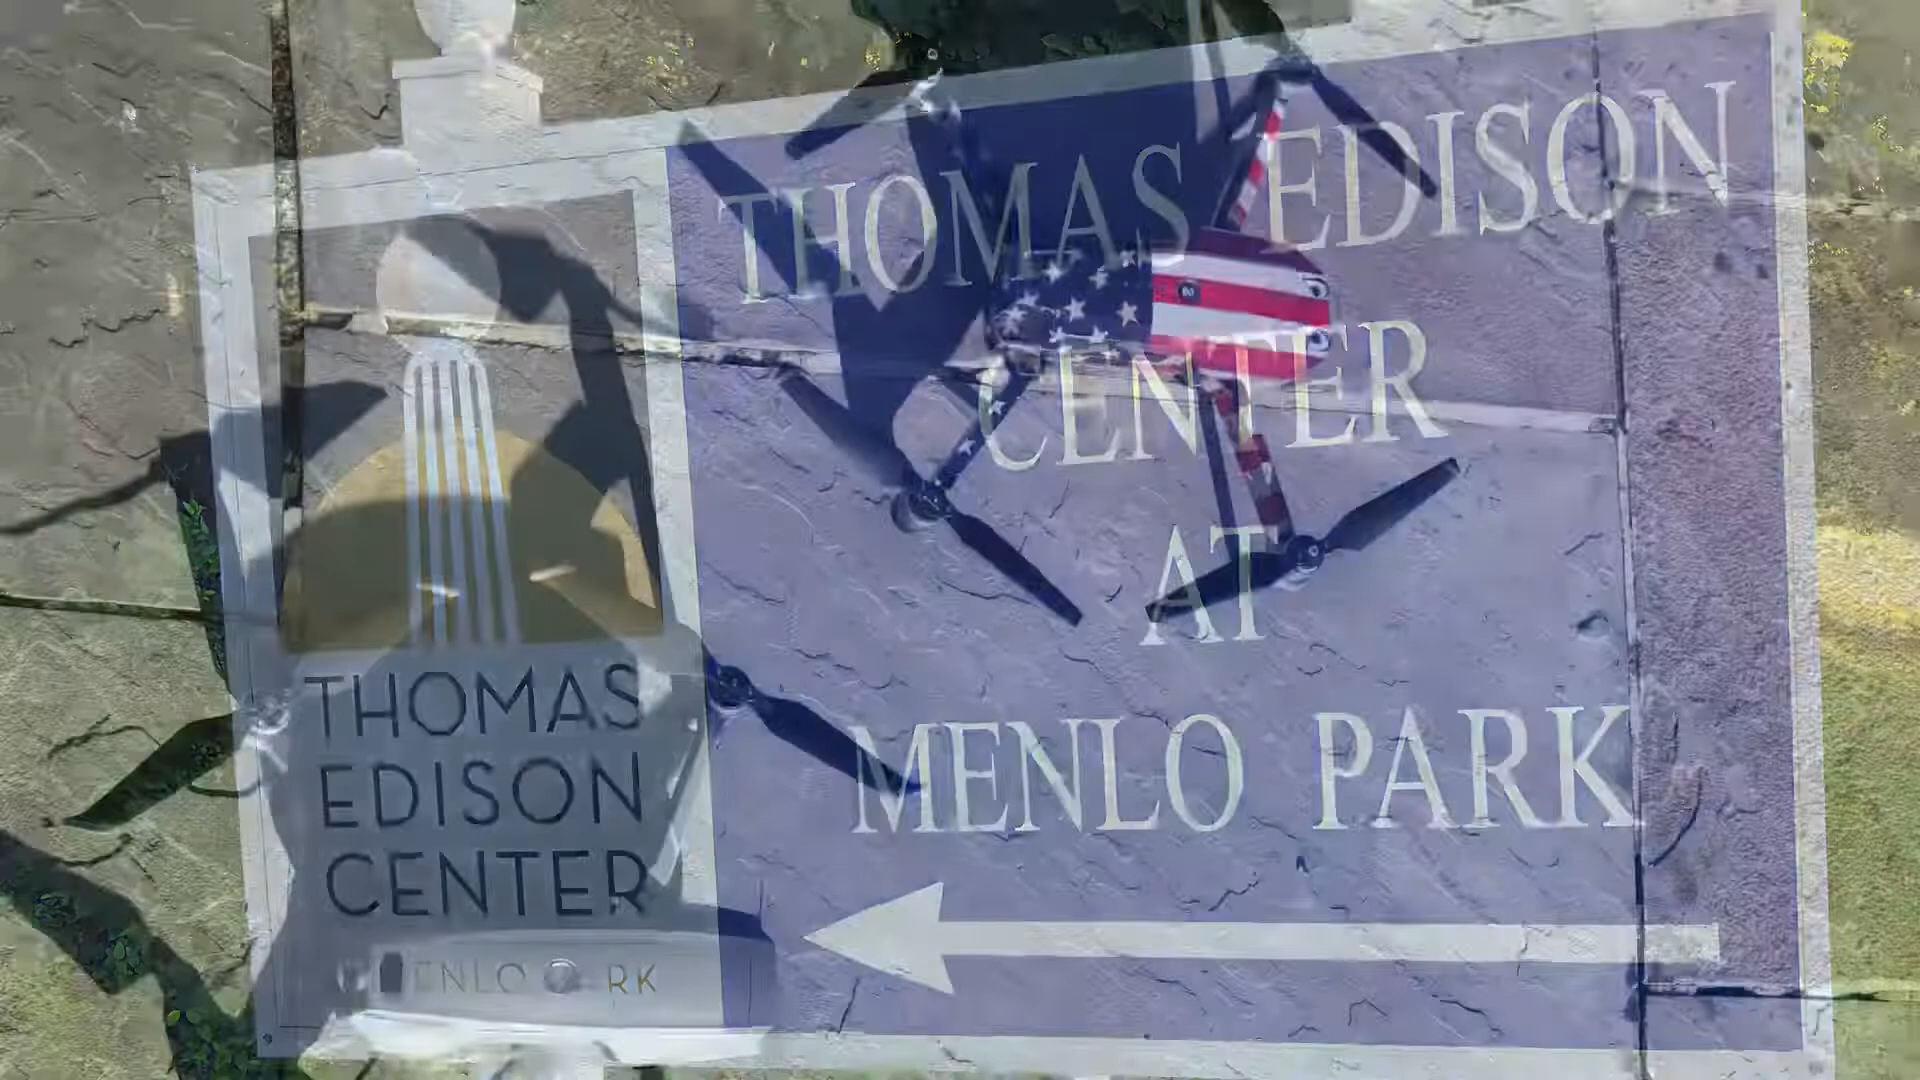 THOMAS EDISON
CENTER
AT
MENLO PARK
THOMAS
EDISON
CENTER